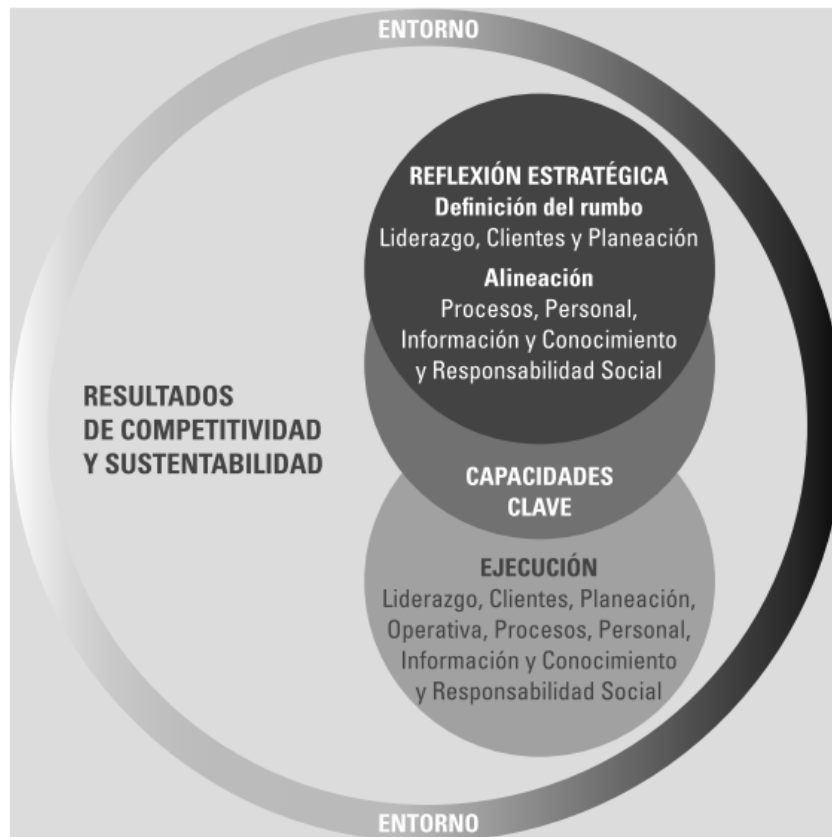 ENTORNO
REFLEXIÓN ESTRATÉGICA
Definición del rumbo
Liderazgo, Clientes y Planeación
Alineación
Procesos, Personal,
Información y Conocimiento
y Responsabilidad Social
RESULTADOS
DE COMPETITIVIDAD
Y SUSTENTABILIDAD
CAPACIDADES
CLAVE
EJECUCIÓN
Liderazgo, Clientes, Planeación,
Operativa, Procesos, Personal,
Información y Conocimiento
y Responsabilidad Social
ENTORNO